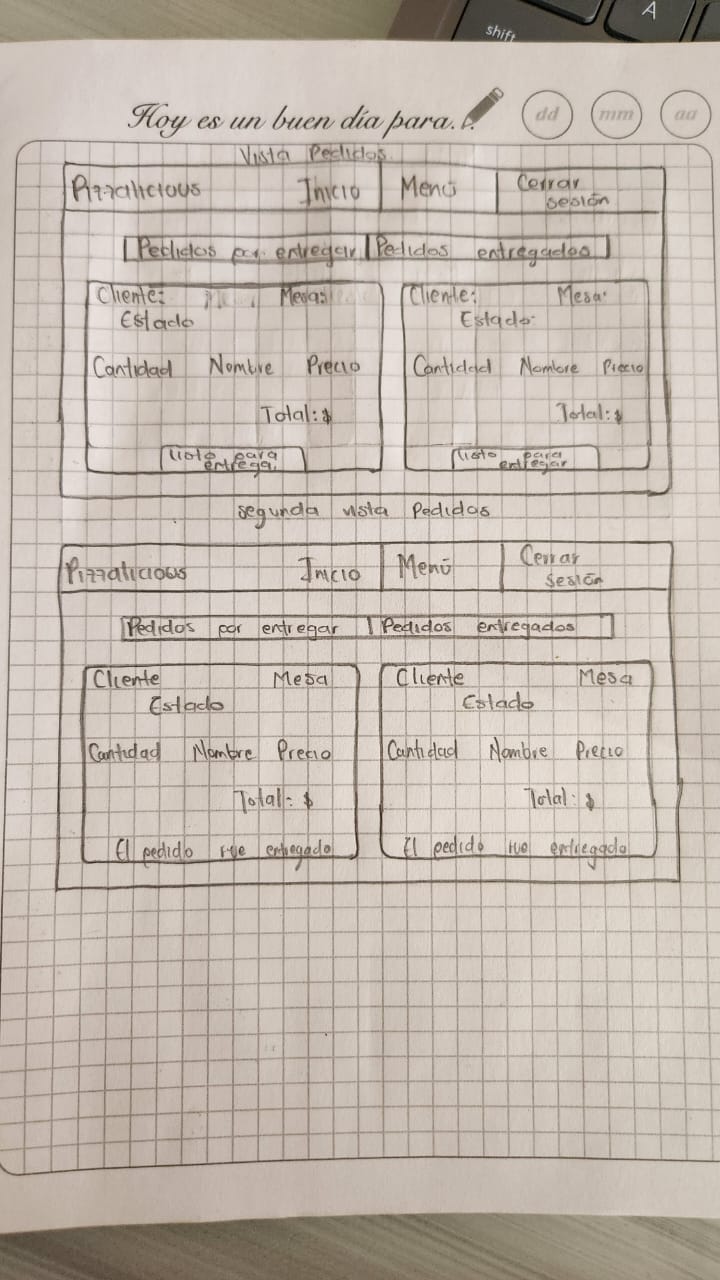 A
shift
Hoy es un buen día para...
dd mm aa
Vista Pedidos
Pizzalicious Inicio Menú Cerrar
sesión
Pedidos por entregar Pedidos entregados
Cliente: Mesa: Cliente: Mesa:
Estado Estado:
Cantidad Nombre Precio Cantidad Nombre Precio
Total: $ Total: $
listo para listo para
entrega. entregar
segunda vista Pedidos
Pizzalicious Inicio Menú Cerrar
sesión
Pedidos por entregar Pedidos entregados
Cliente Mesa Cliente Mesa
Estado Estado
Cantidad Nombre Precio Cantidad Nombre Precio
Total: $ Total: $
El pedido fue entregado El pedido fue entregado